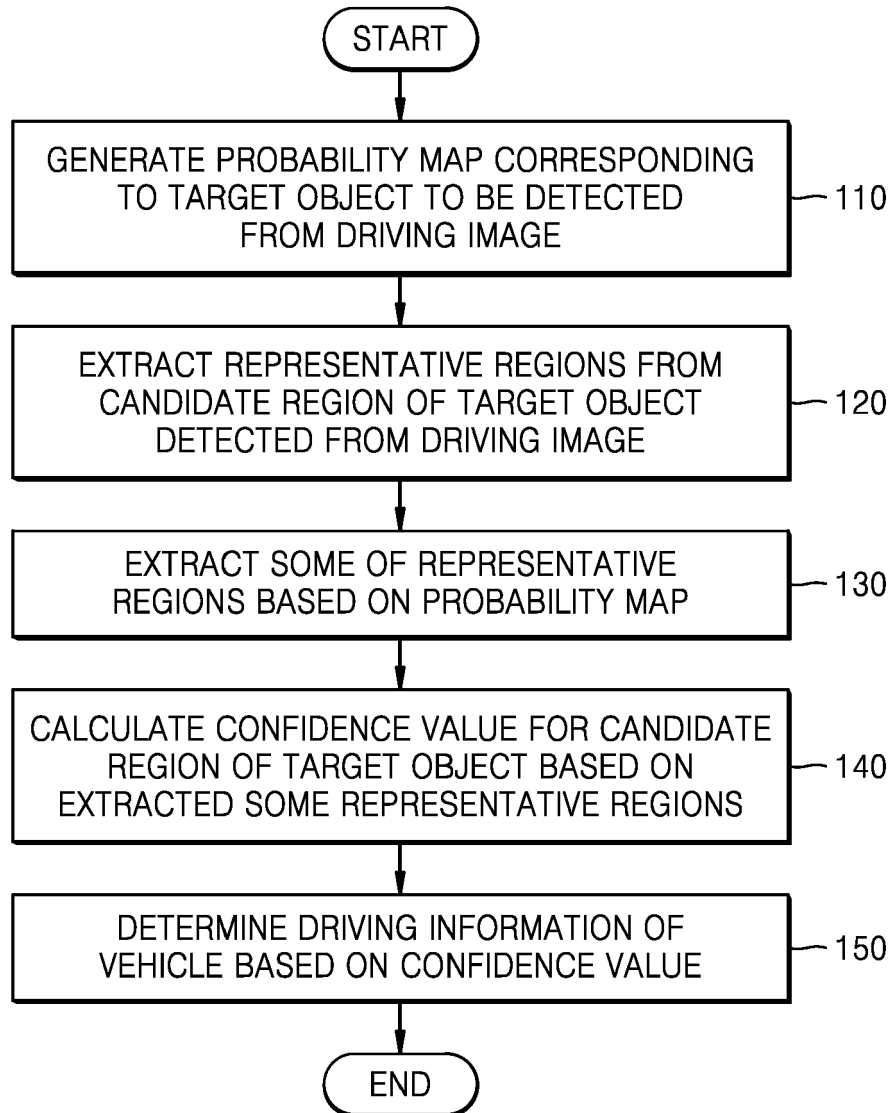 START
GENERATE PROBABILITY MAP CORRESPONDING
TO TARGET OBJECT TO BE DETECTED
FROM DRIVING IMAGE
110
EXTRACT REPRESENTATIVE REGIONS FROM
CANDIDATE REGION OF TARGET OBJECT
DETECTED FROM DRIVING IMAGE
120
EXTRACT SOME OF REPRESENTATIVE
REGIONS BASED ON PROBABILITY MAP
130
CALCULATE CONFIDENCE VALUE FOR CANDIDATE
REGION OF TARGET OBJECT BASED ON
EXTRACTED SOME REPRESENTATIVE REGIONS
140
DETERMINE DRIVING INFORMATION OF
VEHICLE BASED ON CONFIDENCE VALUE
150
END